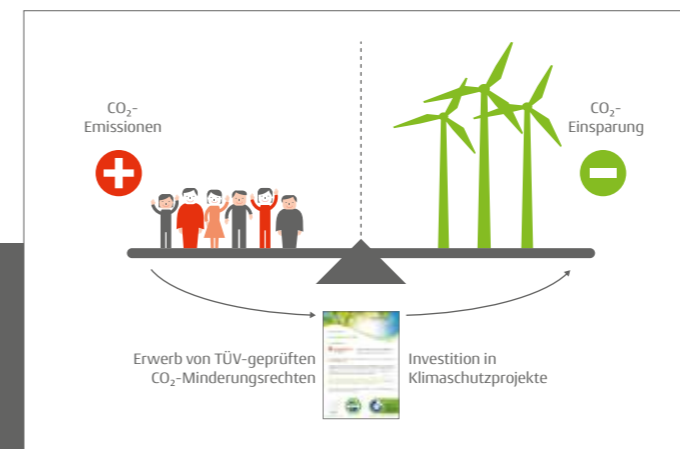 CO₂-
Emissionen
CO₂-
Einsparung
Erwerb von TÜV-geprüften
CO₂-Minderungsrechten
Investition in
Klimaschutzprojekte